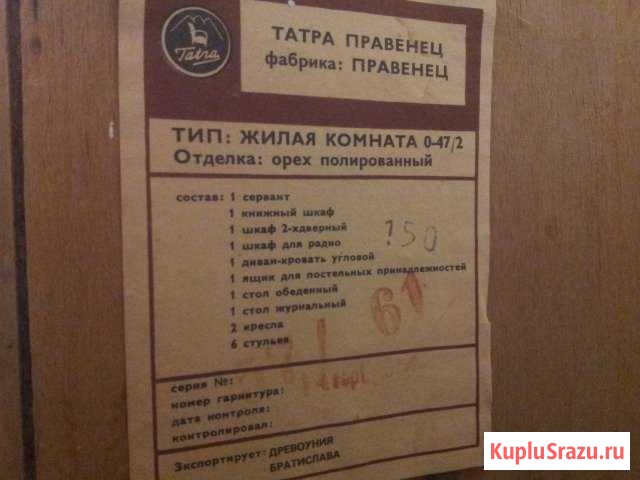 Tatra
ТАТРА ПРАВЕНЕЦ
фабрика: ПРАВЕНЕЦ
ТИП: ЖИЛАЯ КОМНАТА 0-47/2
Отделка: орех полированный
состав: 1 сервант
1 книжный шкаф
1 шкаф 2-хдверный
1 шкаф для радио
1 диван-кровать угловой
1 ящик для постельных принадлежностей
1 стол обеденный
1 стол журнальный
2 кресла
6 стульев
?50
61
серия №:
номер гарнитура:
дата контроля:
контролировал:
Экспортирует: ДРЕВОУНИЯ
БРАТИСЛАВА
KupluSrazu.ru